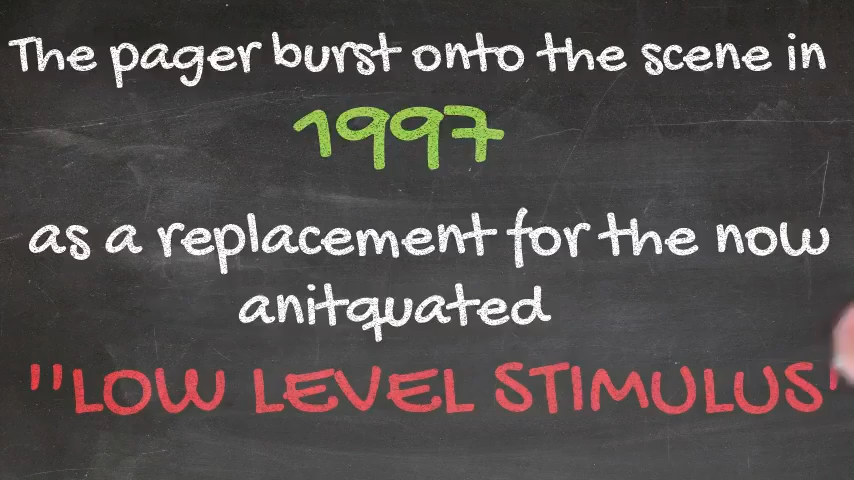 The pager burst onto the scene in
1997
as a replacement for the now
anitquated
"LOW LEVEL STIMULUS"